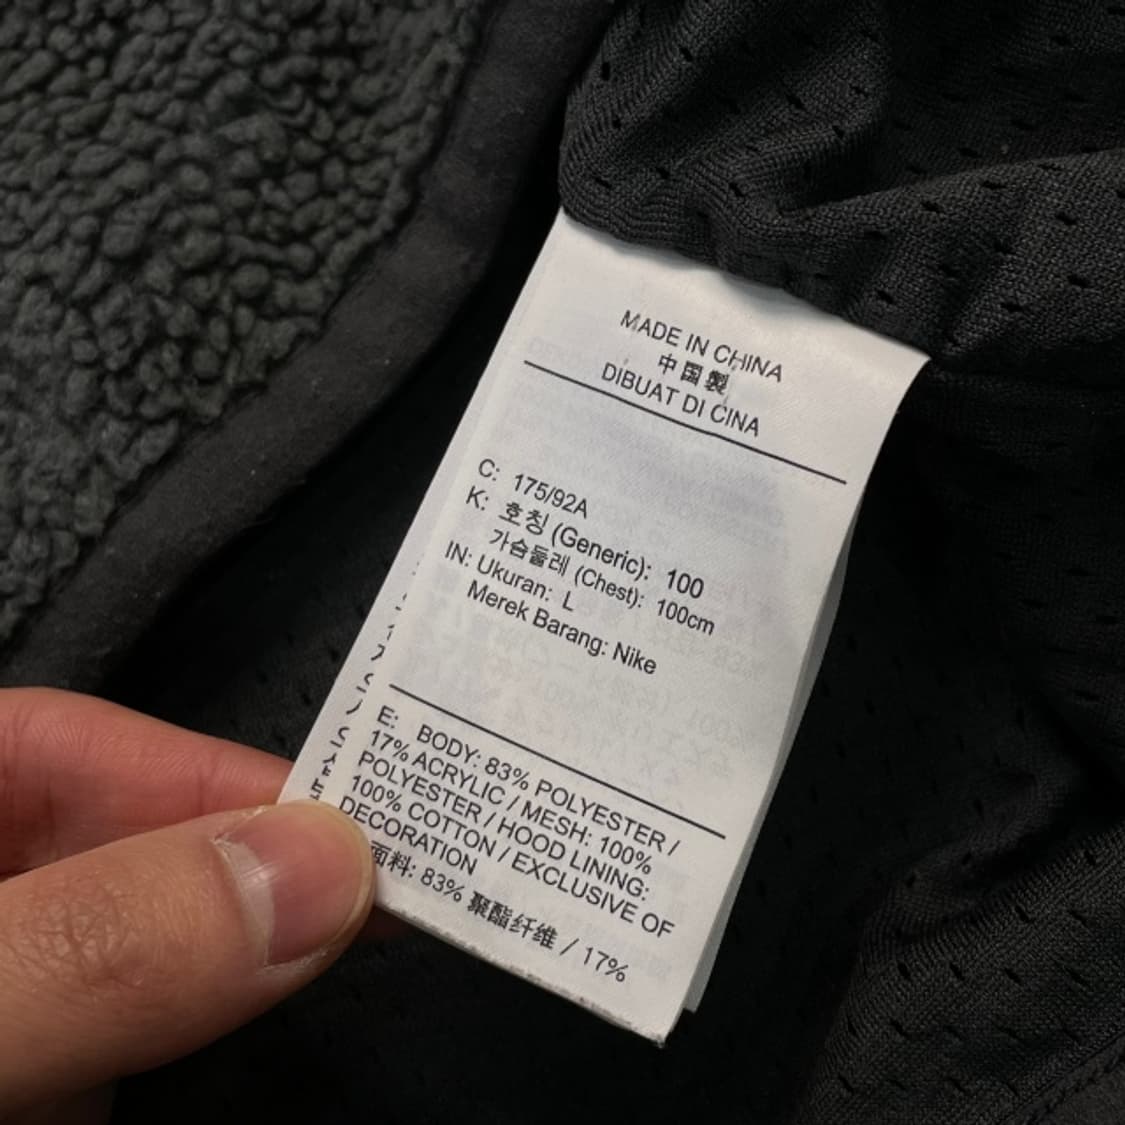 MADE IN CHINA
中国製
DIBUAT DI CINA
C: 175/92A
K: 호칭 (Generic): 100
가슴둘레 (Chest): 100cm
IN: Ukuran: L
Merek Barang: Nike
E: BODY: 83% POLYESTER /
17% ACRYLIC / MESH: 100%
POLYESTER / HOOD LINING:
100% COTTON / EXCLUSIVE OF
DECORATION
面料: 83% 聚酯纤维 / 17%